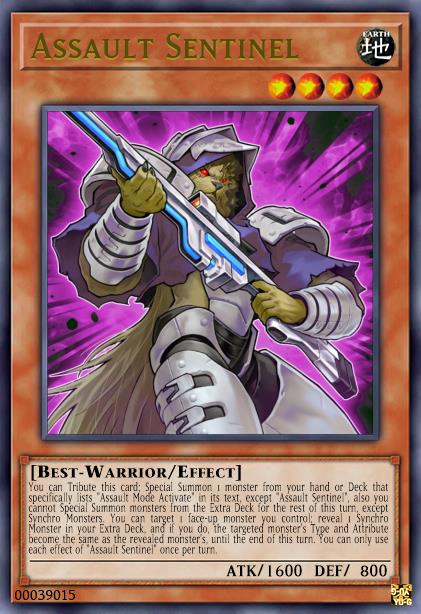 ASSAULT SENTINEL
EARTH
地
[BEST-WARRIOR/EFFECT]
You can Tribute this card; Special Summon 1 monster from your hand or Deck that
specifically lists "Assault Mode Activate" in its text, except "Assault Sentinel", also you
cannot Special Summon monsters from the Extra Deck for the rest of this turn, except
Synchro Monsters. You can target 1 face-up monster you control; reveal 1 Synchro
Monster in your Extra Deck, and if you do, the targeted monster's Type and Attribute
become the same as the revealed monster's, until the end of this turn. You can only use
each effect of "Assault Sentinel" once per turn.
ATK/1600 DEF/ 800
00039015